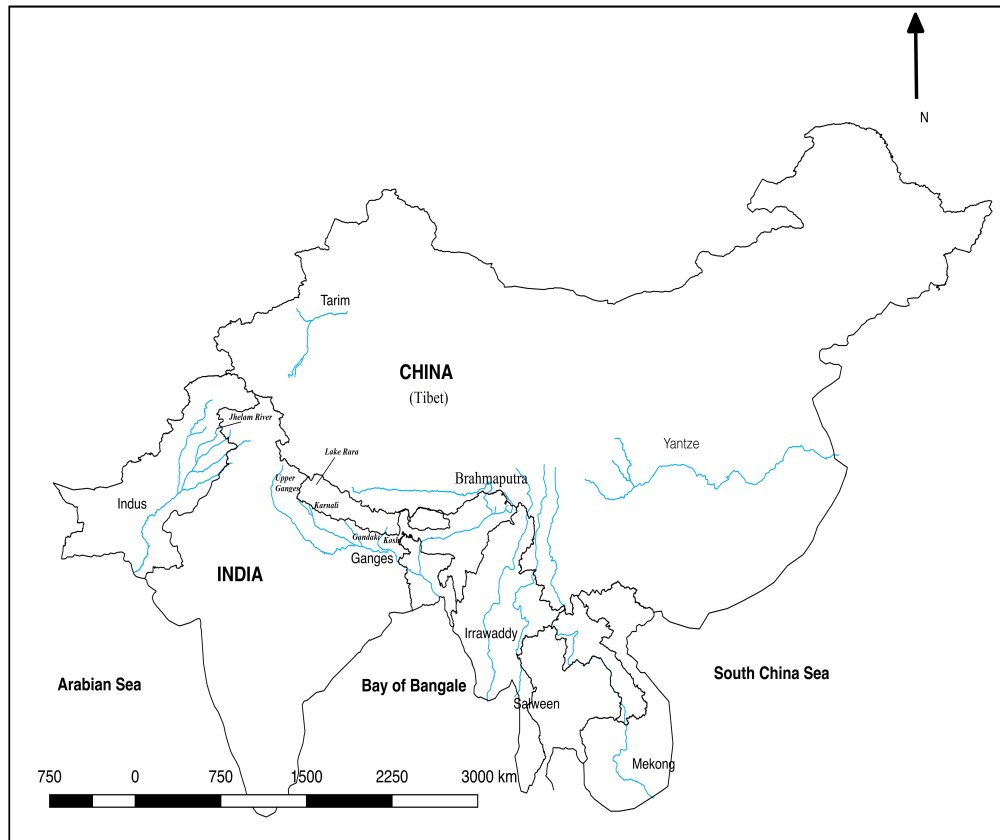 N
Tarim
CHINA
(Tibet)
Jhelam River
Yantze
Lake Rara
Upper
Ganges
Brahmaputra
Indus
Karnali
Gandaki
Koshi
Ganges
INDIA
Irrawaddy
Arabian Sea
Bay of Bangale
South China Sea
Salween
Mekong
750 0 750 1500 2250 3000 km